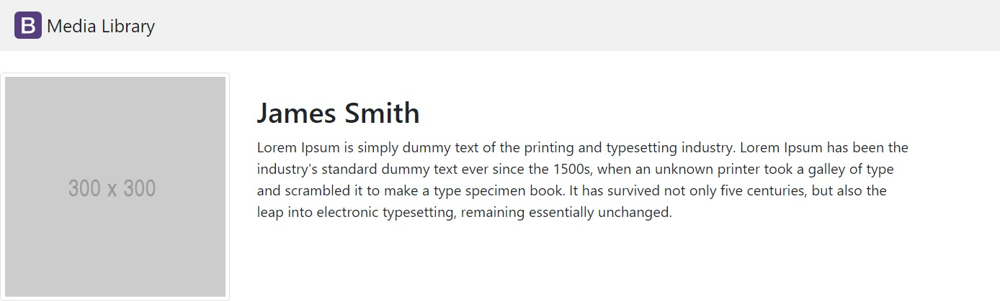 B Media Library
300 x 300
James Smith
Lorem Ipsum is simply dummy text of the printing and typesetting industry. Lorem Ipsum has been the
industry's standard dummy text ever since the 1500s, when an unknown printer took a galley of type
and scrambled it to make a type specimen book. It has survived not only five centuries, but also the
leap into electronic typesetting, remaining essentially unchanged.